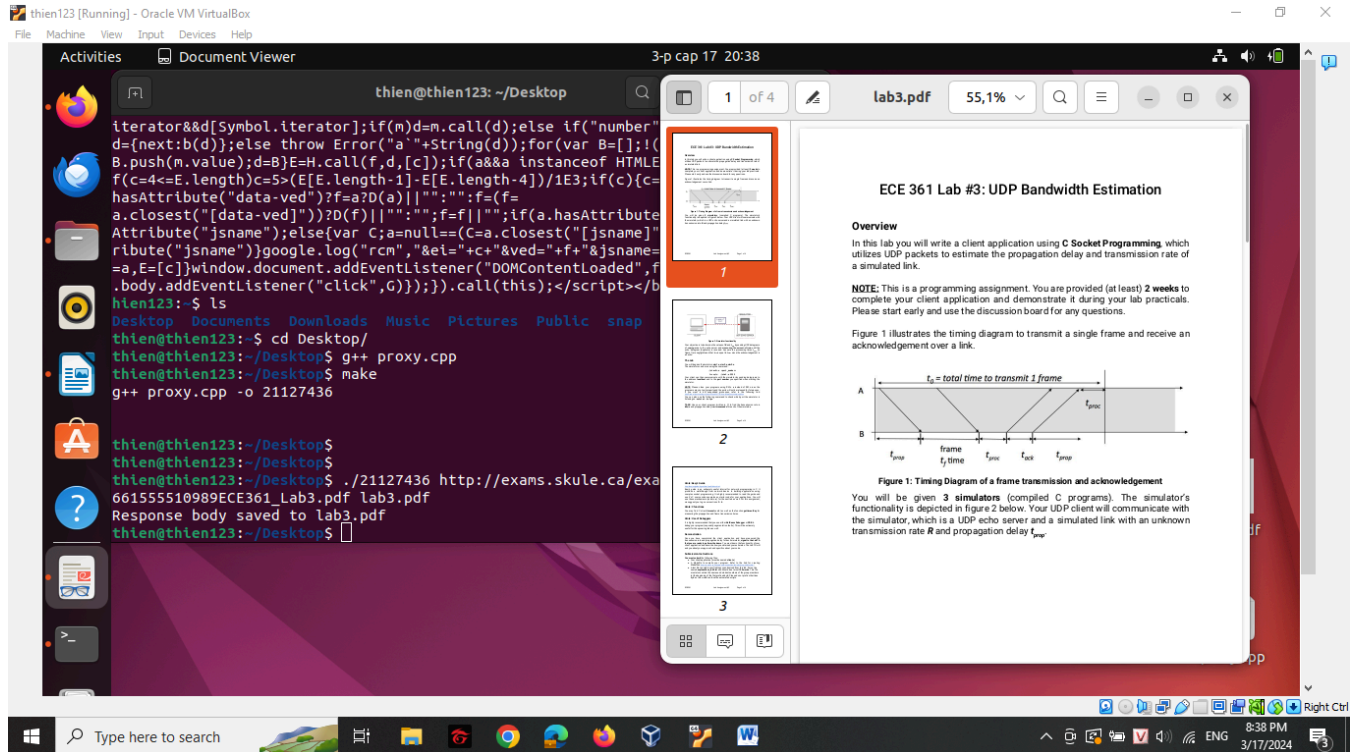 thien123 [Running] - Oracle VM VirtualBox
File Machine View Input Devices Help
Activities Document Viewer 3-р сар 17 20:38
thien@thien123: ~/Desktop
iterator&&d[Symbol.iterator];if(m)d=m.call(d);else if("number"
d={next:b(d)};else throw Error("a`"+String(d));for(var B=[];!(
B.push(m.value);d=B}E=H.call(f,d,[c]);if(a&&a instanceof HTMLE
f(c=4<=E.length)c=5>(E[E.length-1]-E[E.length-4])/1E3;if(c){c=
hasAttribute("data-ved")?f=a?D(a)||"":"":f=(f=
a.closest("[data-ved]"))?D(f)||"":"";f=f||"";if(a.hasAttribute
Attribute("jsname");else{var C;a=null==(C=a.closest("[jsname]"
ribute("jsname")}google.log("rcm","&ei="+c+"&ved="+f+"&jsname=
=a,E=[c]}window.document.addEventListener("DOMContentLoaded",f
.body.addEventListener("click",G)});}).call(this);</script></b
hien123:~$ ls
Desktop Documents Downloads Music Pictures Public snap
thien@thien123:~$ cd Desktop/
thien@thien123:~/Desktop$ g++ proxy.cpp
thien@thien123:~/Desktop$ make
g++ proxy.cpp -o 21127436
thien@thien123:~/Desktop$
thien@thien123:~/Desktop$
thien@thien123:~/Desktop$ ./21127436 http://exams.skule.ca/exa
661555510989ECE361_Lab3.pdf lab3.pdf
Response body saved to lab3.pdf
thien@thien123:~/Desktop$
1 of 4 lab3.pdf 55,1%
1
2
3
ECE 361 Lab #3: UDP Bandwidth Estimation
Overview
In this lab you will write a client application using C Socket Programming, which
utilizes UDP packets to estimate the propagation delay and transmission rate of
a simulated link.
NOTE: This is a programming assignment. You are provided (at least) 2 weeks to
complete your client application and demonstrate it during your lab practicals.
Please start early and use the discussion board for any questions.
Figure 1 illustrates the timing diagram to transmit a single frame and receive an
acknowledgement over a link.
t0 = total time to transmit 1 frame
A
tproc
B
tprop frame tf time tproc tack tprop
Figure 1: Timing Diagram of a frame transmission and acknowledgement
You will be given 3 simulators (compiled C programs). The simulator's
functionality is depicted in figure 2 below. Your UDP client will communicate with
the simulator, which is a UDP echo server and a simulated link with an unknown
transmission rate R and propagation delay tprop.
df
pp
Right Ctrl
Type here to search
ENG
8:38 PM
3/17/2024
3